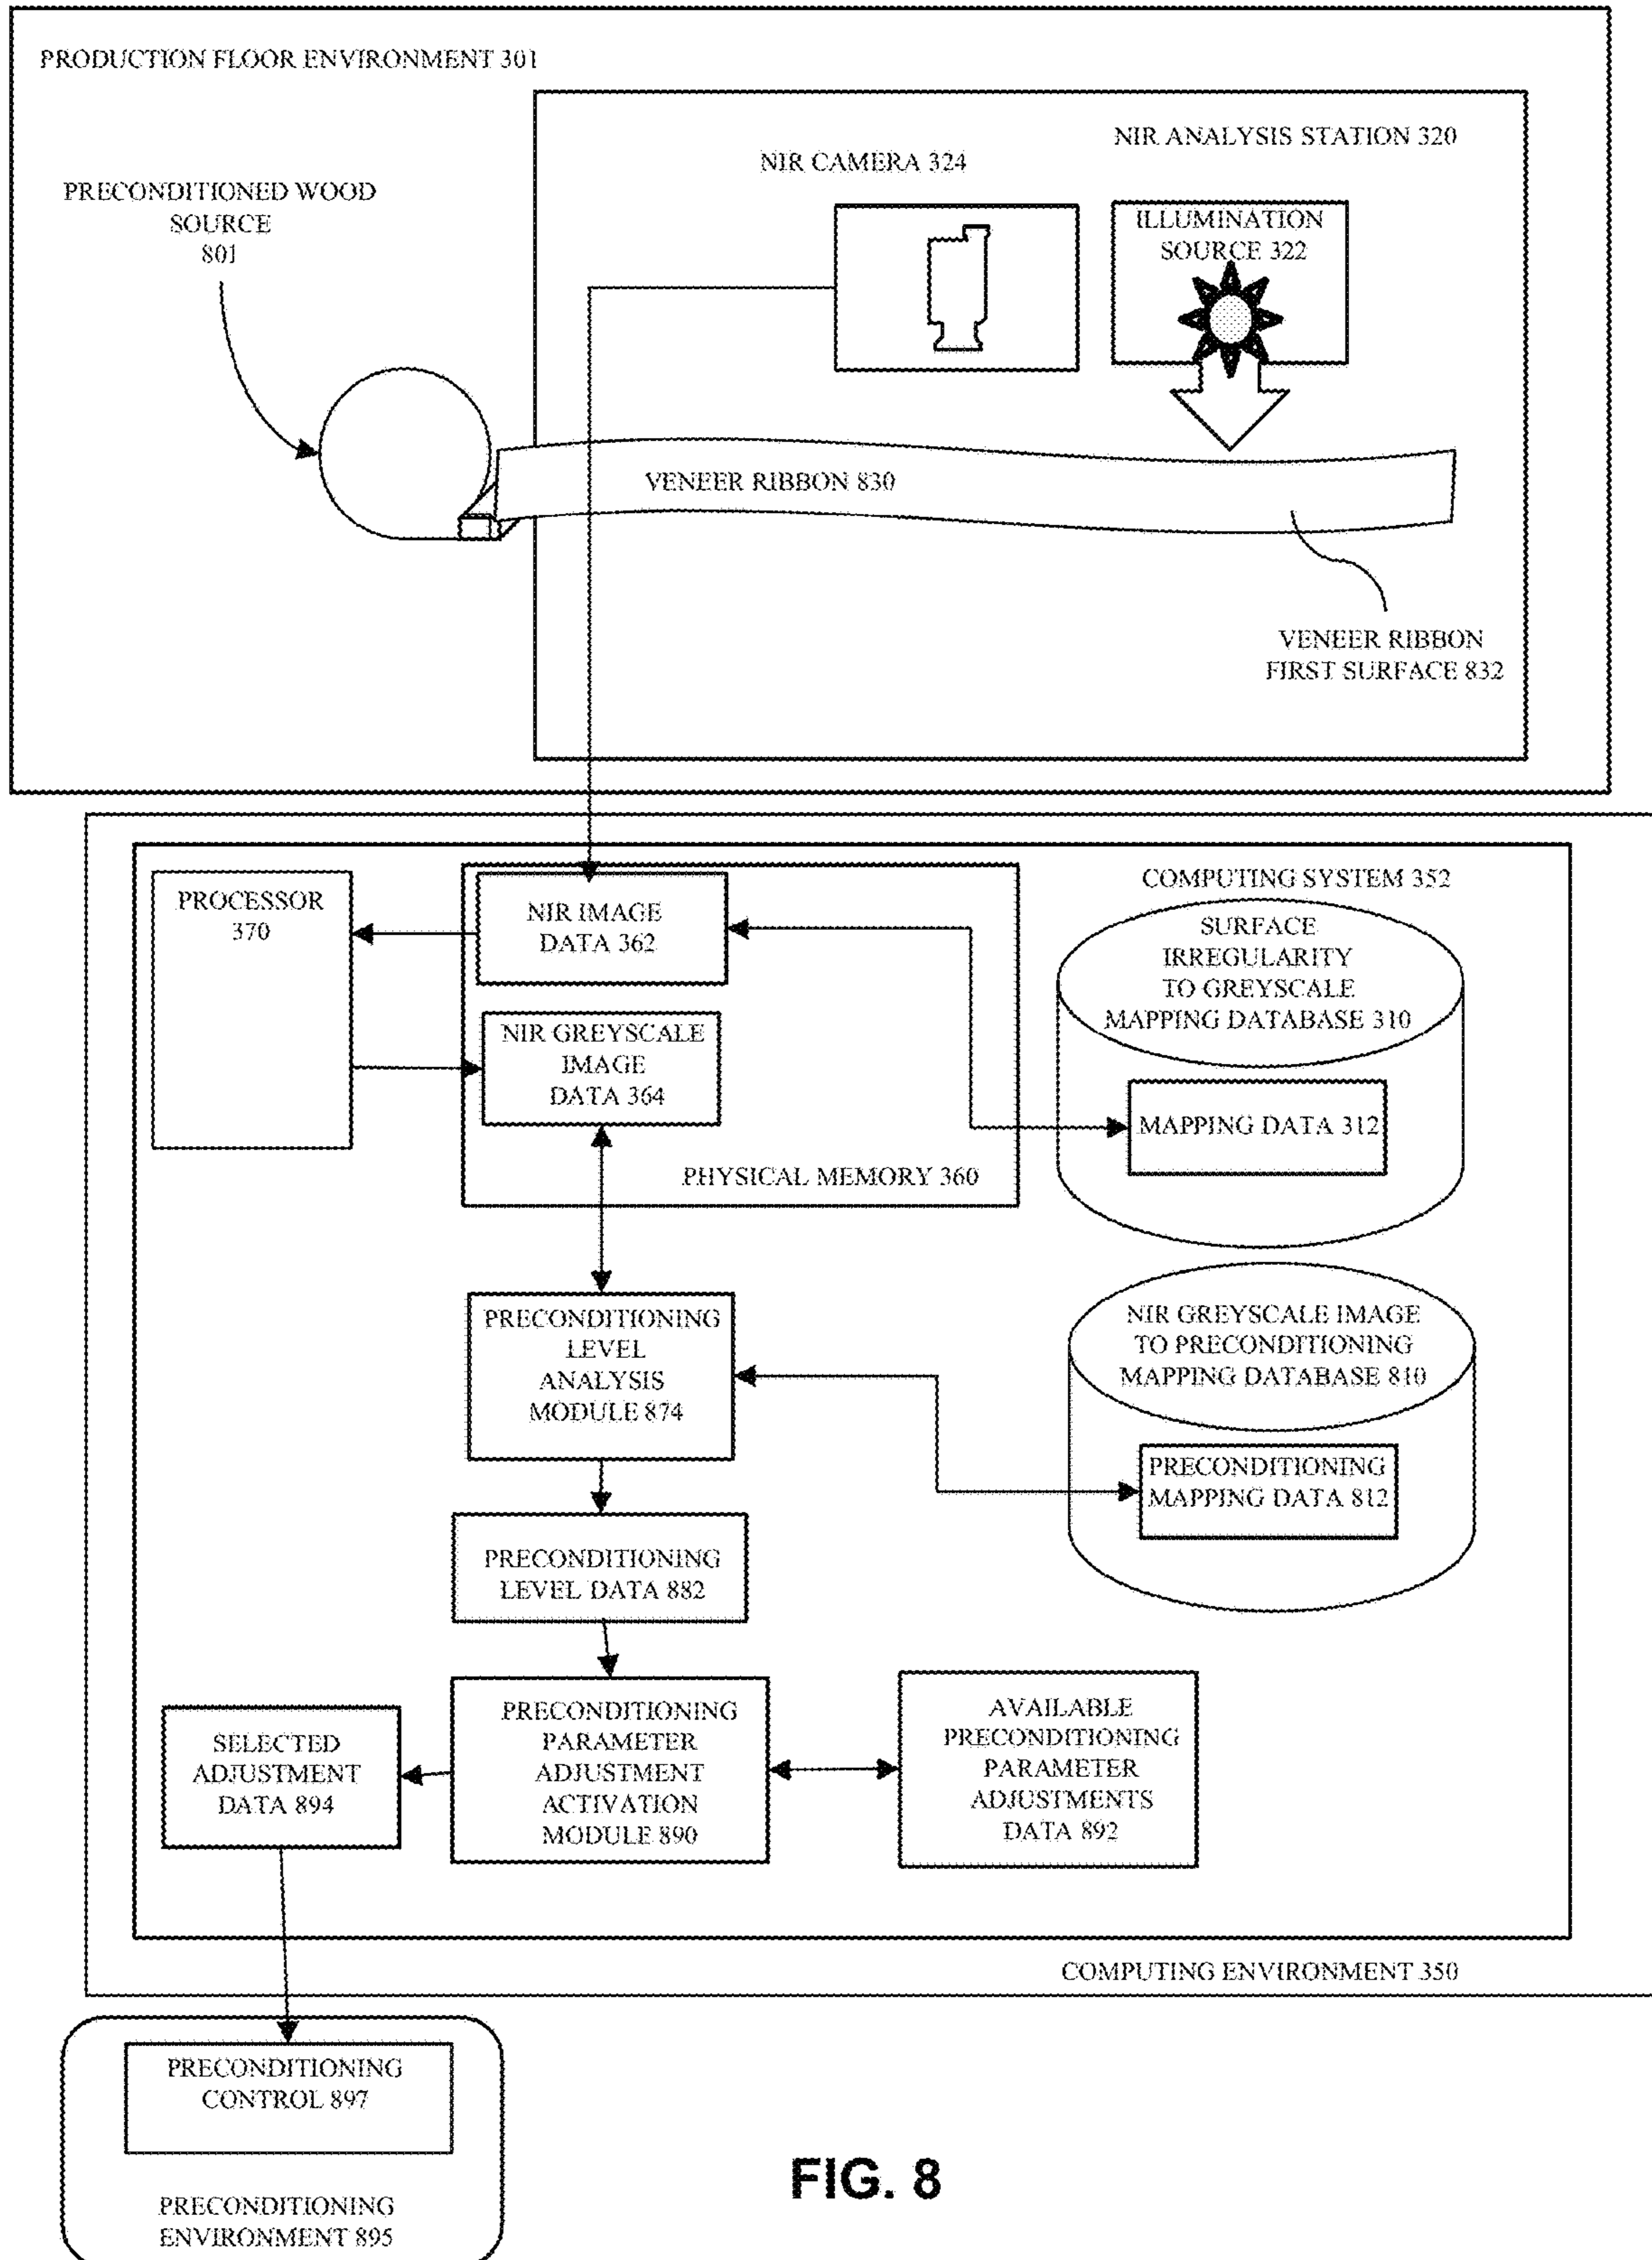 PRODUCTION FLOOR ENVIRONMENT 301
NIR ANALYSIS STATION 320
NIR CAMERA 324
PRECONDITIONED WOOD
SOURCE
801
ILLUMINATION
SOURCE 322
VENEER RIBBON 830
VENEER RIBBON
FIRST SURFACE 832
COMPUTING SYSTEM 352
PROCESSOR
370
NIR IMAGE
DATA 362
SURFACE
IRREGULARITY
TO GREYSCALE
MAPPING DATABASE 310
NIR GREYSCALE
IMAGE
DATA 364
MAPPING DATA 312
PHYSICAL MEMORY 360
PRECONDITIONING
LEVEL
ANALYSIS
MODULE 874
NIR GREYSCALE IMAGE
TO PRECONDITIONING
MAPPING DATABASE 810
PRECONDITIONING
MAPPING DATA 812
PRECONDITIONING
LEVEL DATA 882
SELECTED
ADJUSTMENT
DATA 894
PRECONDITIONING
PARAMETER
ADJUSTMENT
ACTIVATION
MODULE 890
AVAILABLE
PRECONDITIONING
PARAMETER
ADJUSTMENTS
DATA 892
COMPUTING ENVIRONMENT 350
PRECONDITIONING
CONTROL 897
PRECONDITIONING
ENVIRONMENT 895
FIG. 8